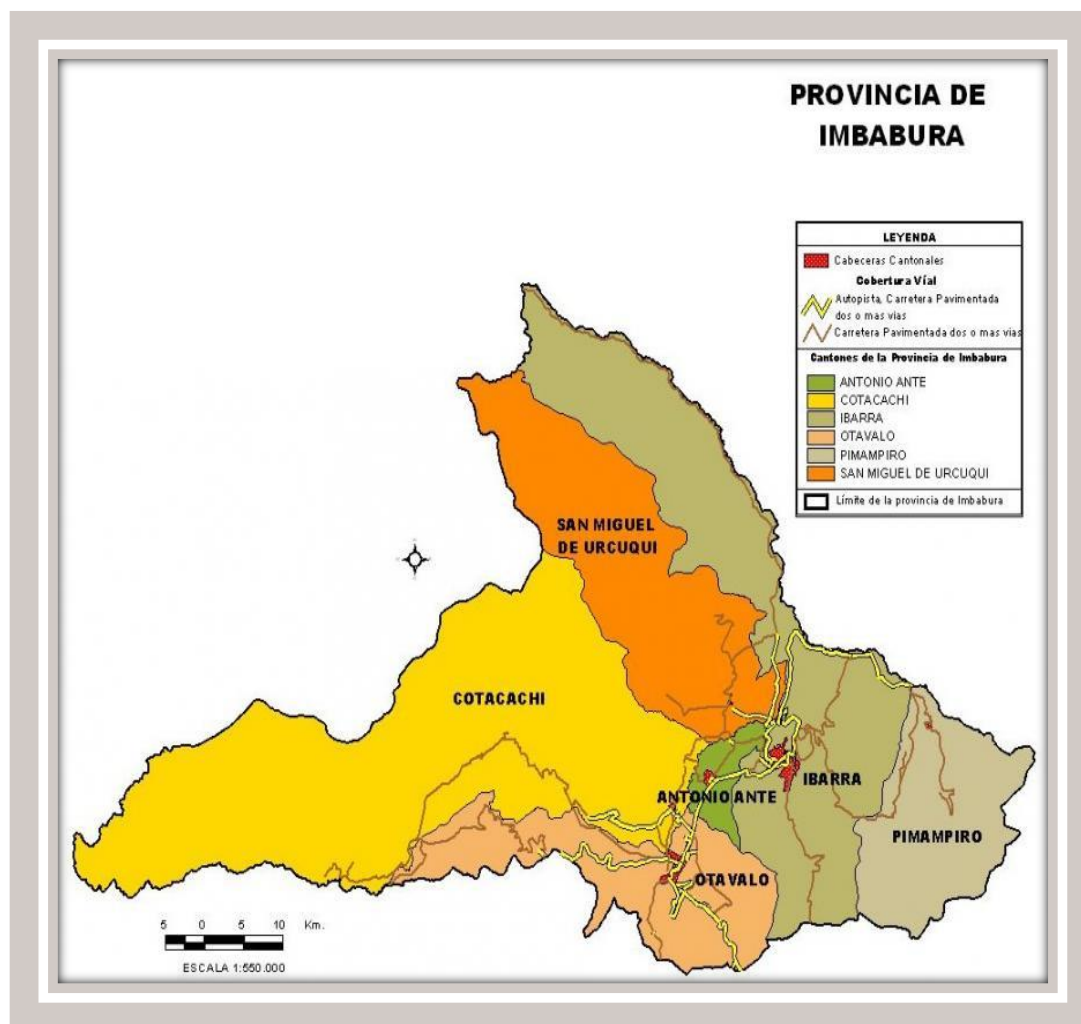 PROVINCIA DE
IMBABURA
LEYENDA
Cabeceras Cantonales
Cobertura Víal
Autopista, Carretera Pavimentada
dos o mas vias
Carretera Pavimentada dos o mas vias
Cantones de la Provincia de Imbabura
ANTONIO ANTE
COTACACHI
IBARRA
OTAVALO
PIMAMPIRO
SAN MIGUEL DE URCUQUI
Límite de la provincia de Imbabura
SAN MIGUEL
DE URCUQUI
COTACACHI
IBARRA
ANTONIO ANTE
PIMAMPIRO
OTAVALO
5 0 5 10 Km.
ESCALA 1:550.000